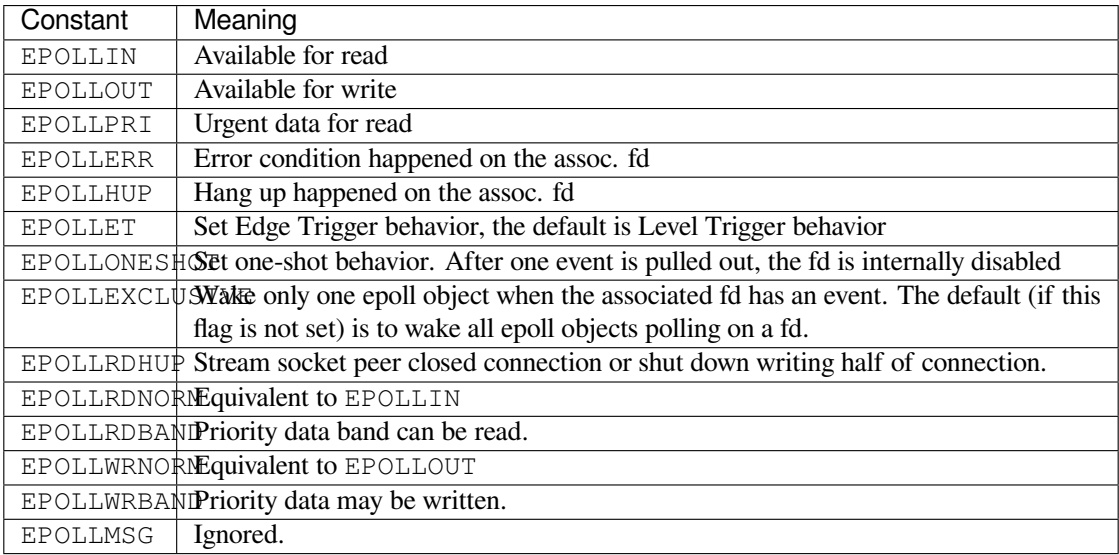 Constant Meaning
EPOLLIN Available for read
EPOLLOUT Available for write
EPOLLPRI Urgent data for read
EPOLLERR Error condition happened on the assoc. fd
EPOLLHUP Hang up happened on the assoc. fd
EPOLLET Set Edge Trigger behavior, the default is Level Trigger behavior
EPOLLONESHOT Set one-shot behavior. After one event is pulled out, the fd is internally disabled
EPOLLEXCLUSIVE Wake only one epoll object when the associated fd has an event. The default (if this
flag is not set) is to wake all epoll objects polling on a fd.
EPOLLRDHUP Stream socket peer closed connection or shut down writing half of connection.
EPOLLRDNORM Equivalent to EPOLLIN
EPOLLRDBAND Priority data band can be read.
EPOLLWRNORM Equivalent to EPOLLOUT
EPOLLWRBAND Priority data may be written.
EPOLLMSG Ignored.